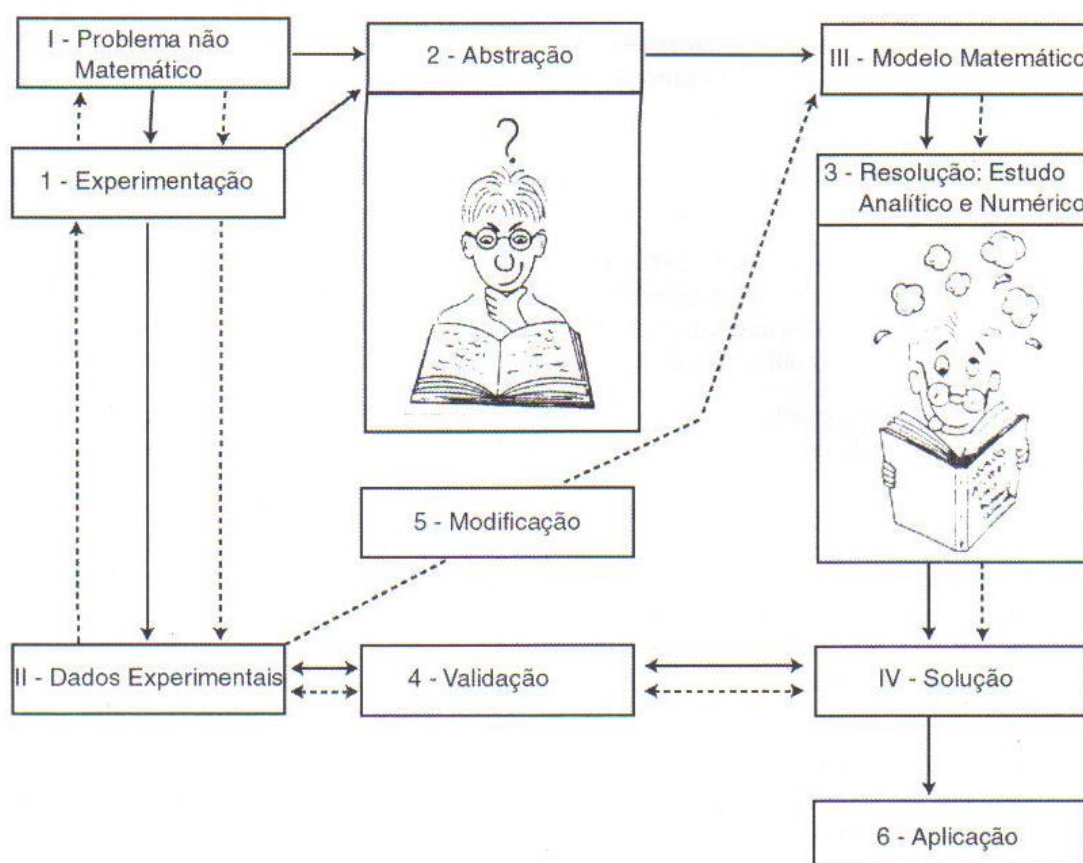 I - Problema não
Matemático
2 - Abstração
III - Modelo Matemático
1 - Experimentação
3 - Resolução: Estudo
Analítico e Numérico
?
5 - Modificação
II - Dados Experimentais
4 - Validação
IV - Solução
6 - Aplicação